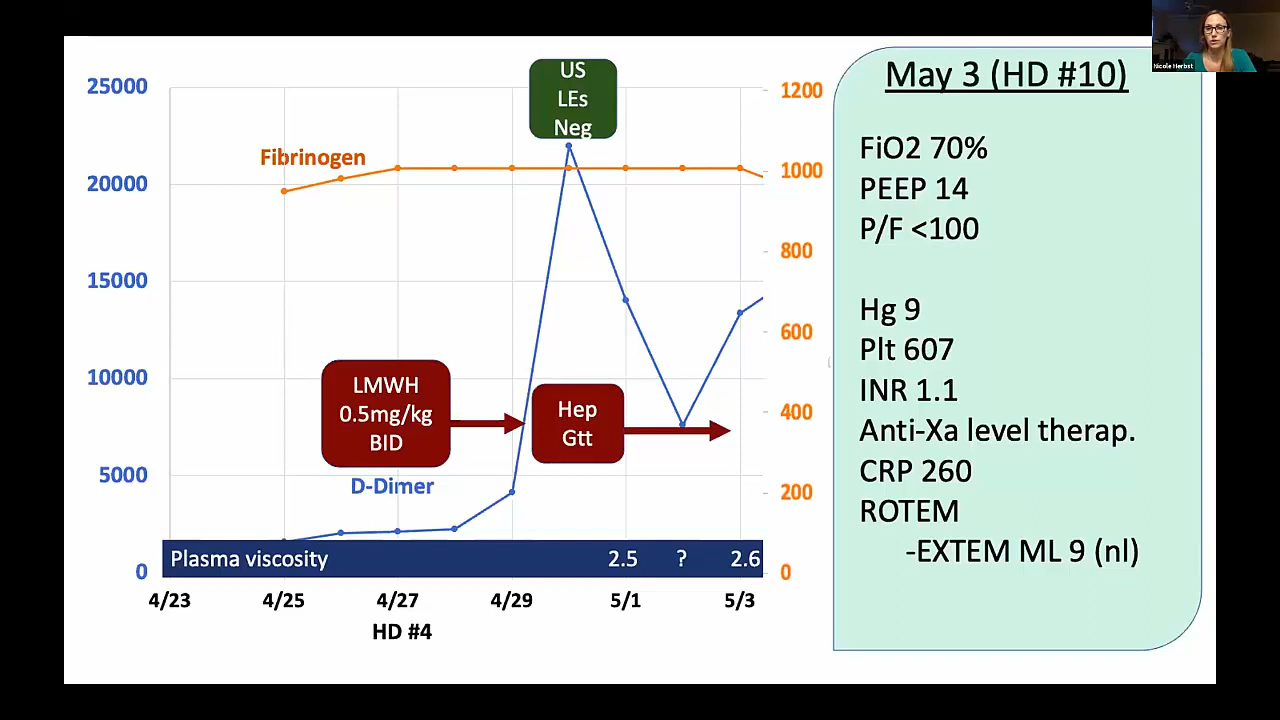 Nicole Herbst
US
LEs
Neg
25000
20000
15000
10000
5000
0
Fibrinogen
1200
1000
800
600
400
200
0
LMWH
0.5mg/kg
BID
Hep
Gtt
D-Dimer
Plasma viscosity 2.5 ? 2.6
4/23 4/25 4/27 4/29 5/1 5/3
HD #4
May 3 (HD #10)
FiO2 70%
PEEP 14
P/F <100
Hg 9
Plt 607
INR 1.1
Anti-Xa level therap.
CRP 260
ROTEM
-EXTEM ML 9 (nl)